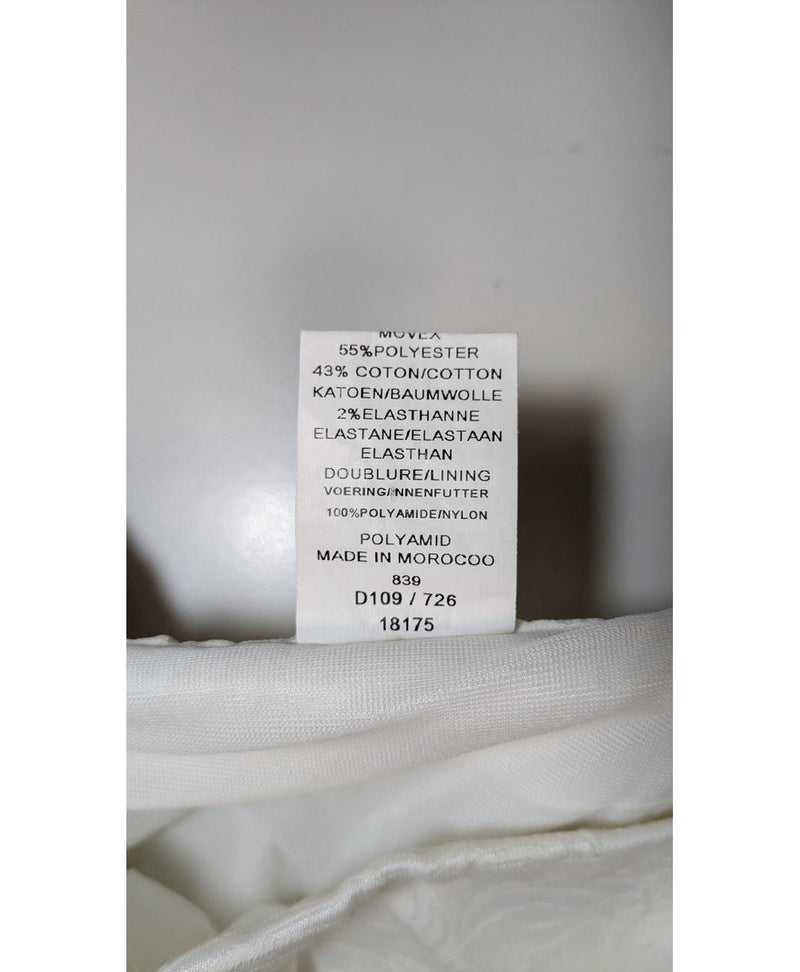 MOVEX
55%POLYESTER
43% COTON/COTTON
KATOEN/BAUMWOLLE
2%ELASTHANNE
ELASTANE/ELASTAAN
ELASTHAN
DOUBLURE/LINING
VOERING/INNENFUTTER
100%POLYAMIDE/NYLON
POLYAMID
MADE IN MOROCOO
839
D109 / 726
18175